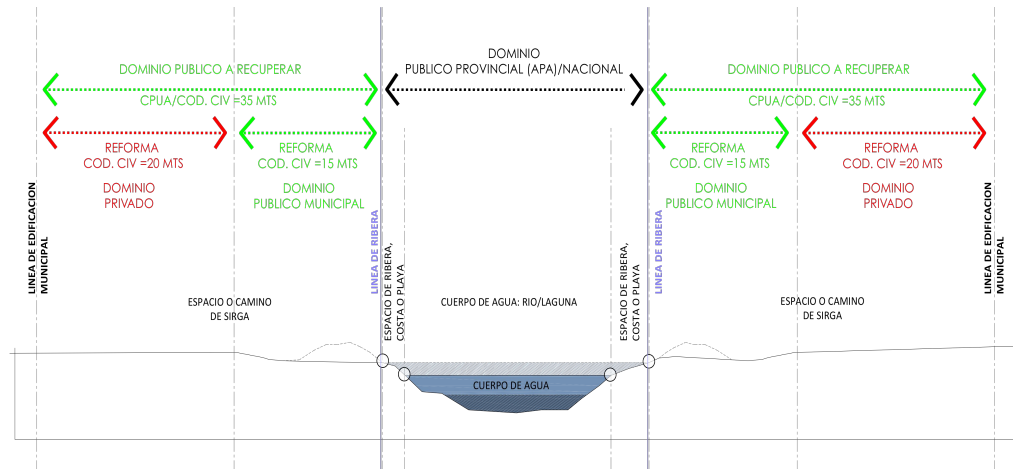 DOMINIO
PUBLICO PROVINCIAL (APA)/NACIONAL
DOMINIO PUBLICO A RECUPERAR
CPUA/COD. CIV =35 MTS
DOMINIO PUBLICO A RECUPERAR
CPUA/COD. CIV =35 MTS
REFORMA
COD. CIV =20 MTS
DOMINIO
PRIVADO
REFORMA
COD. CIV =15 MTS
DOMINIO
PUBLICO MUNICIPAL
REFORMA
COD. CIV =15 MTS
DOMINIO
PUBLICO MUNICIPAL
REFORMA
COD. CIV =20 MTS
DOMINIO
PRIVADO
LINEA DE EDIFICACION
MUNICIPAL
ESPACIO O CAMINO
DE SIRGA
LINEA DE RIBERA
ESPACIO DE RIBERA,
COSTA O PLAYA
CUERPO DE AGUA: RIO/LAGUNA
ESPACIO DE RIBERA,
COSTA O PLAYA
LINEA DE RIBERA
ESPACIO O CAMINO
DE SIRGA
LINEA DE EDIFICACION
MUNICIPAL
CUERPO DE AGUA